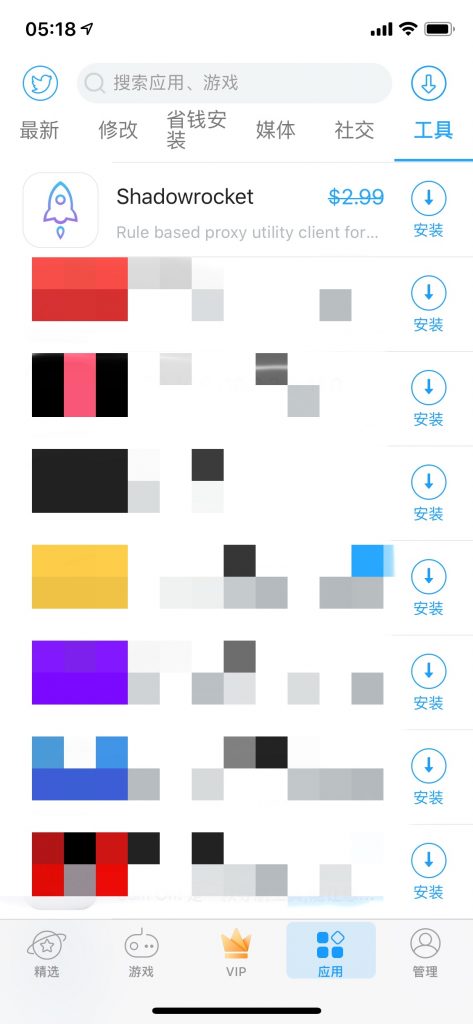 05:18
搜索应用、游戏
最新
修改
省钱安
装
媒体
社交
工具
Shadowrocket
$2.99
Rule based proxy utility client for...
安装
安装
安装
安装
安装
安装
安装
安装
精选
游戏
VIP
应用
管理